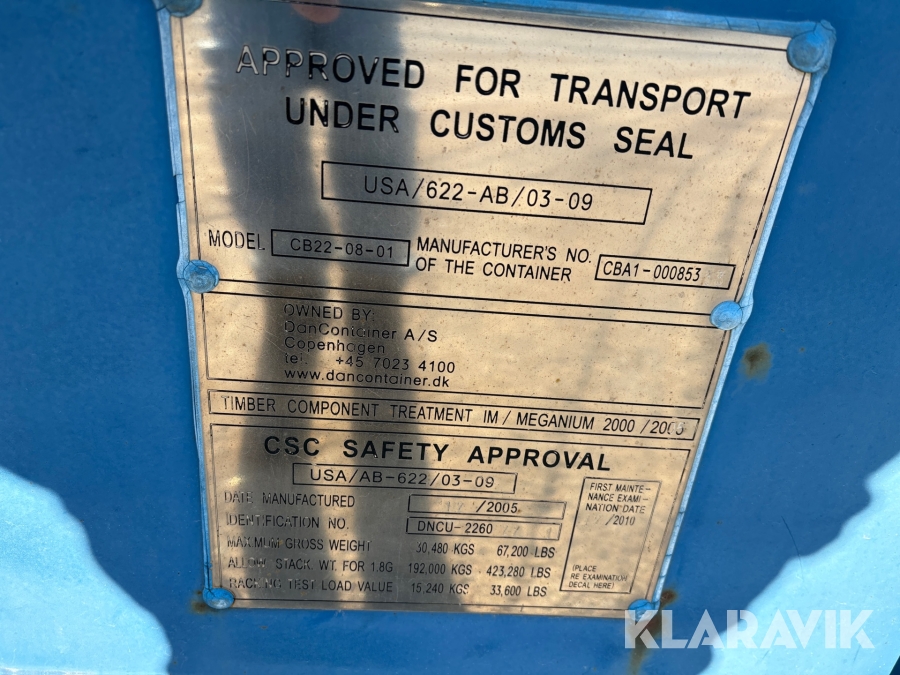 APPROVED FOR TRANSPORT
UNDER CUSTOMS SEAL
USA/622-AB/03-09
MODEL CB22-08-01 MANUFACTURER'S NO. OF THE CONTAINER CBA1-000853
OWNED BY:
DanContainer A/S
Copenhagen
tel. +45 7023 4100
www.dancontainer.dk
TIMBER COMPONENT TREATMENT IM / MEGANIUM 2000 /2005
CSC SAFETY APPROVAL
USA/AB-622/03-09
DATE MANUFACTURED /2005
IDENTIFICATION NO. DNCU-2260
MAXIMUM GROSS WEIGHT 30,480 KGS 67,200 LBS
ALLOW. STACK. WT. FOR 1.8G 192,000 KGS 423,280 LBS
RACKING TEST LOAD VALUE 15,240 KGS 33,600 LBS
FIRST MAINTE-
NANCE EXAMI-
NATION DATE
/2010
(PLACE
RE EXAMINATION
DECAL HERE)
KLARAVIK